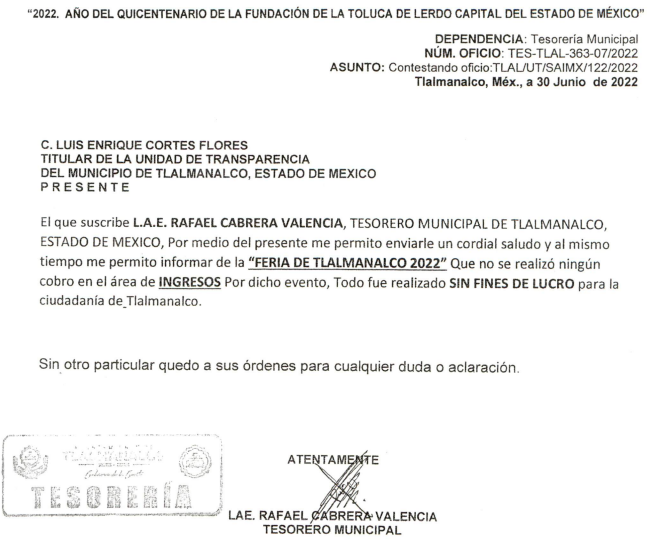 “2022. AÑO DEL QUICENTENARIO DE LA FUNDACIÓN DE LA TOLUCA DE LERDO CAPITAL DEL ESTADO DE MÉXICO”
DEPENDENCIA: Tesorería Municipal
NÚM. OFICIO: TES-TLAL-363-07/2022
ASUNTO: Contestando oficio:TLAL/UT/SAIMX/122/2022
Tlalmanalco, Méx., a 30 Junio de 2022
C. LUIS ENRIQUE CORTES FLORES
TITULAR DE LA UNIDAD DE TRANSPARENCIA
DEL MUNICIPIO DE TLALMANALCO, ESTADO DE MEXICO
P R E S E N T E
El que suscribe L.A.E. RAFAEL CABRERA VALENCIA, TESORERO MUNICIPAL DE TLALMANALCO,
ESTADO DE MEXICO, Por medio del presente me permito enviarle un cordial saludo y al mismo
tiempo me permito informar de la “FERIA DE TLALMANALCO 2022” Que no se realizó ningún
cobro en el área de INGRESOS Por dicho evento, Todo fue realizado SIN FINES DE LUCRO para la
ciudadanía de Tlalmanalco.
Sin otro particular quedo a sus órdenes para cualquier duda o aclaración.
TLALMANALCO
TESORERÍA
ATENTAMENTE
LAE. RAFAEL CABRERA VALENCIA
TESORERO MUNICIPAL